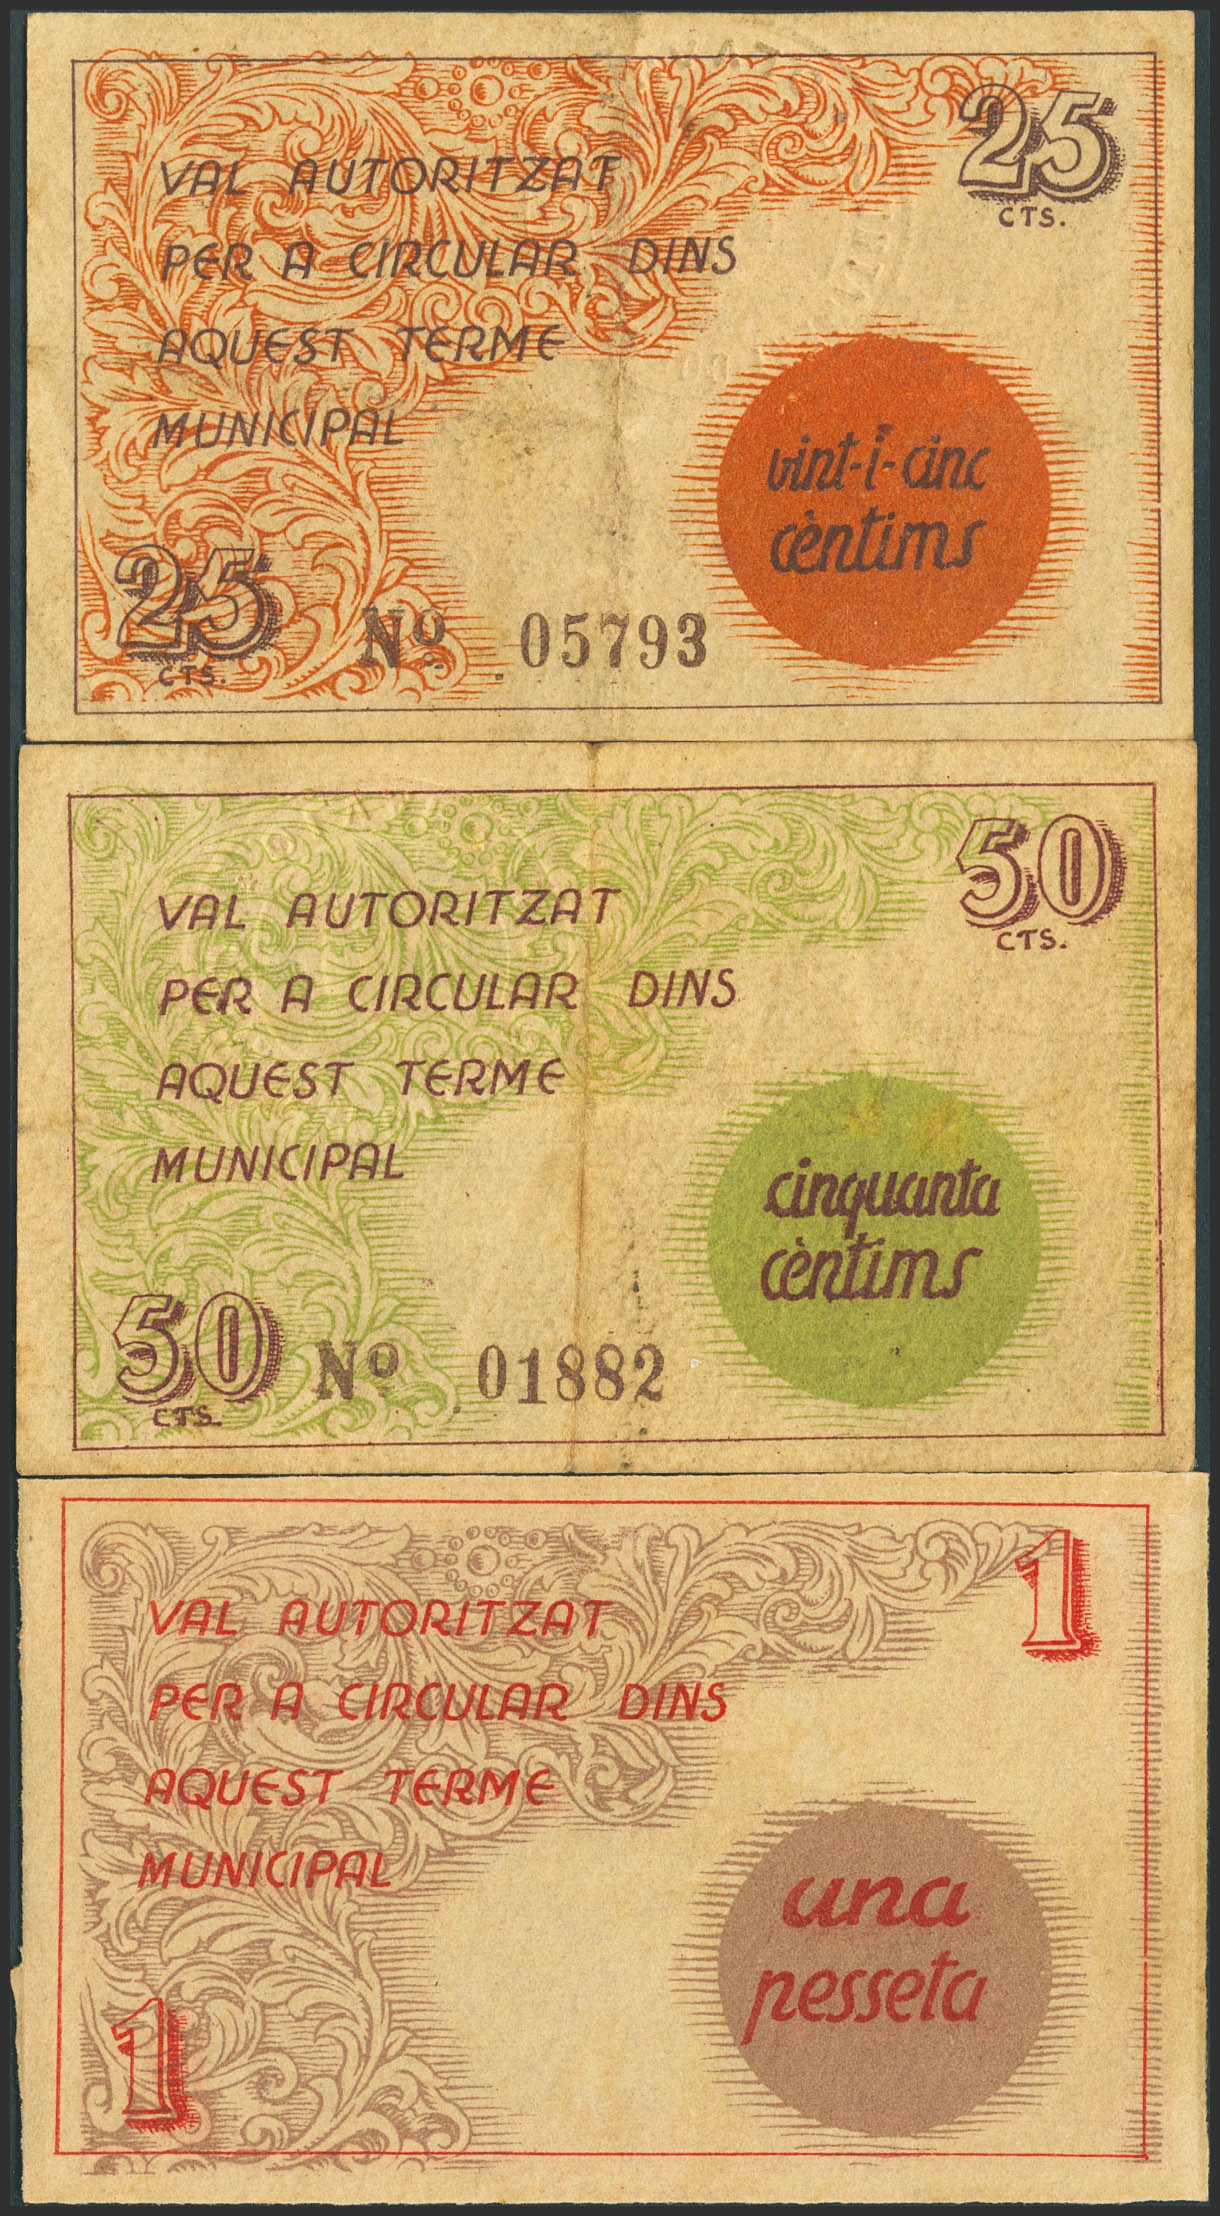 25
CTS.
VAL AUTORITZAT
PER A CIRCULAR DINS
AQUEST TERME
MUNICIPAL
vint-i-cinc
cèntims
25
CTS.
Nº 05793
50
CTS.
VAL AUTORITZAT
PER A CIRCULAR DINS
AQUEST TERME
MUNICIPAL
cinquanta
cèntims
50
CTS.
Nº 01882
1
VAL AUTORITZAT
PER A CIRCULAR DINS
AQUEST TERME
MUNICIPAL
una
pesseta
1